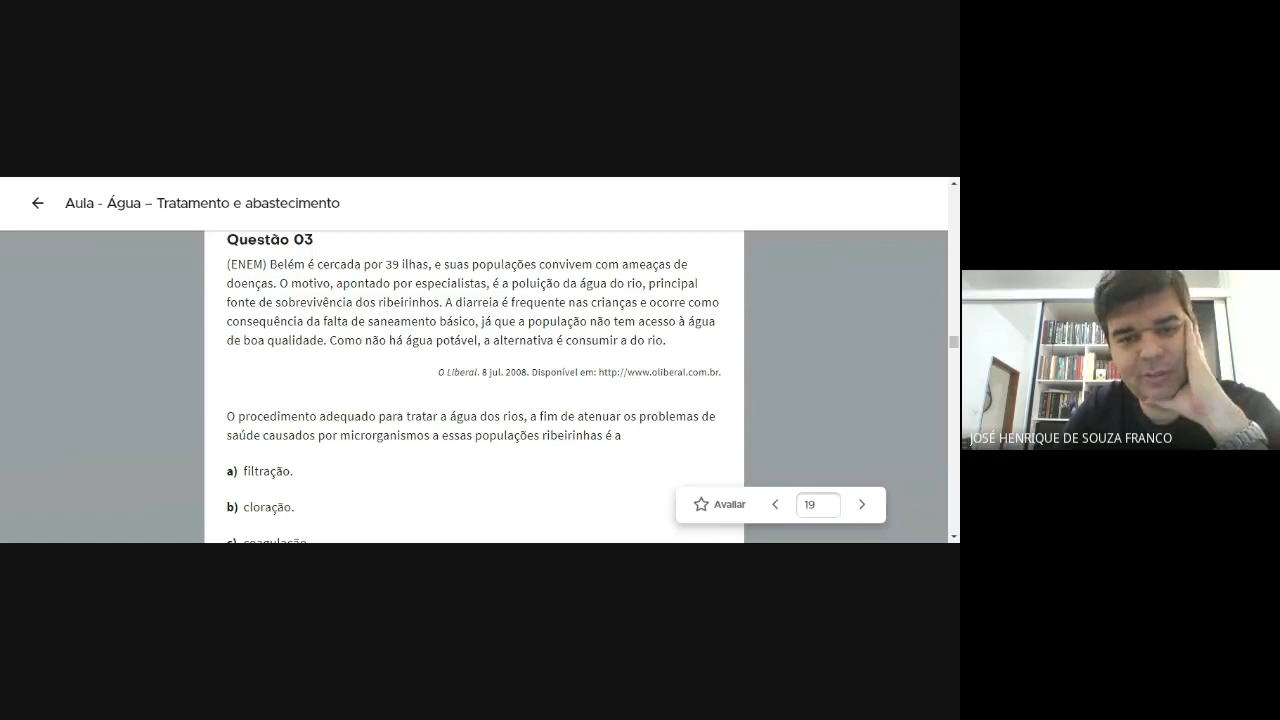 Aula - Água – Tratamento e abastecimento
Questão 03
(ENEM) Belém é cercada por 39 ilhas, e suas populações convivem com ameaças de
doenças. O motivo, apontado por especialistas, é a poluição da água do rio, principal
fonte de sobrevivência dos ribeirinhos. A diarreia é frequente nas crianças e ocorre como
consequência da falta de saneamento básico, já que a população não tem acesso à água
de boa qualidade. Como não há água potável, a alternativa é consumir a do rio.
O Liberal. 8 jul. 2008. Disponível em: http://www.oliberal.com.br.
O procedimento adequado para tratar a água dos rios, a fim de atenuar os problemas de
saúde causados por microrganismos a essas populações ribeirinhas é a
a) filtração.
b) cloração.
c) coagulação.
Avaliar
19
JOSÉ HENRIQUE DE SOUZA FRANCO